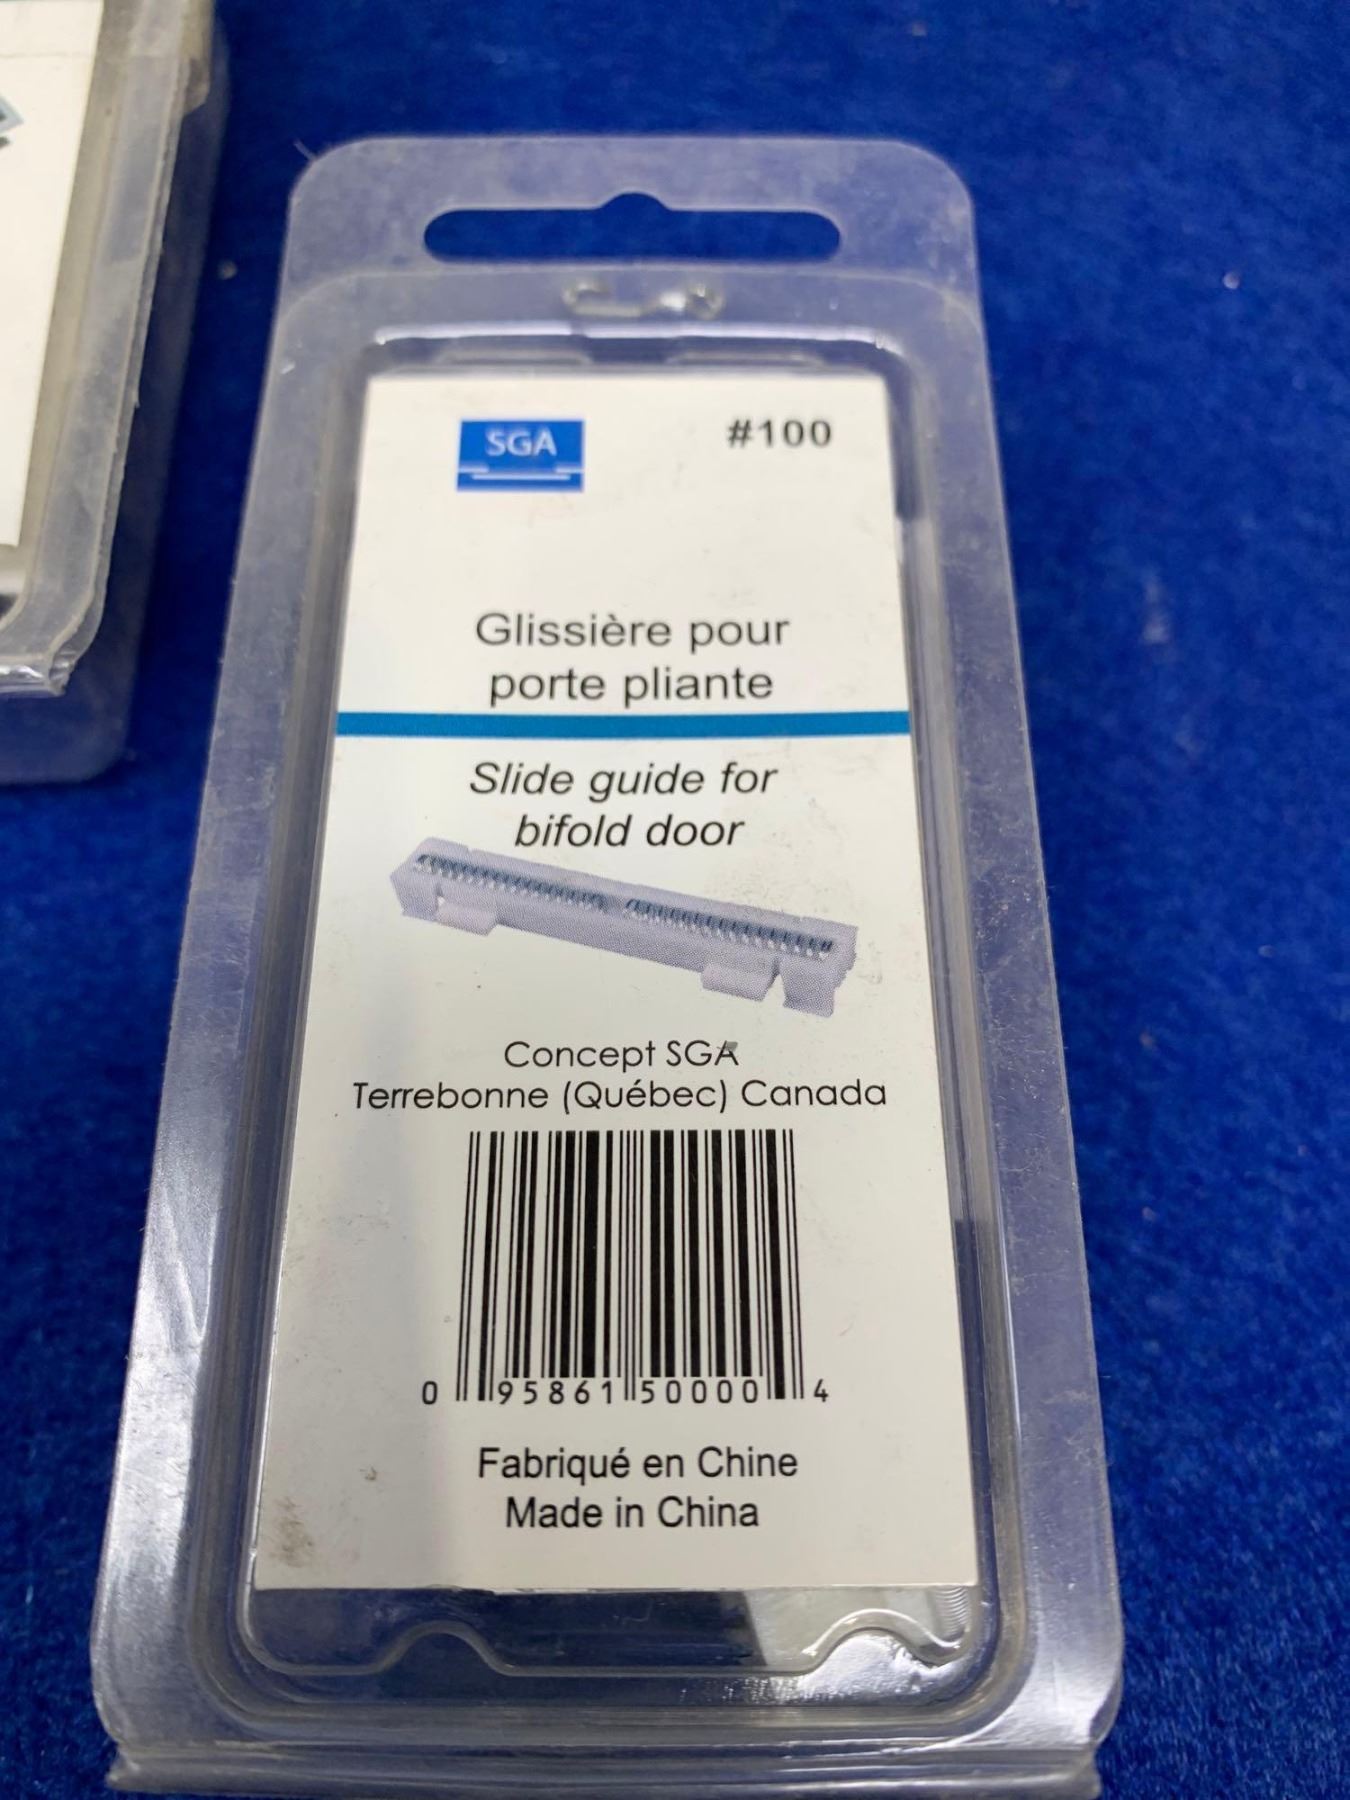 SGA
#100
Glissière pour
porte pliante
Slide guide for
bifold door
Concept SGA
Terrebonne (Québec) Canada
0 95861 50000 4
Fabriqué en Chine
Made in China